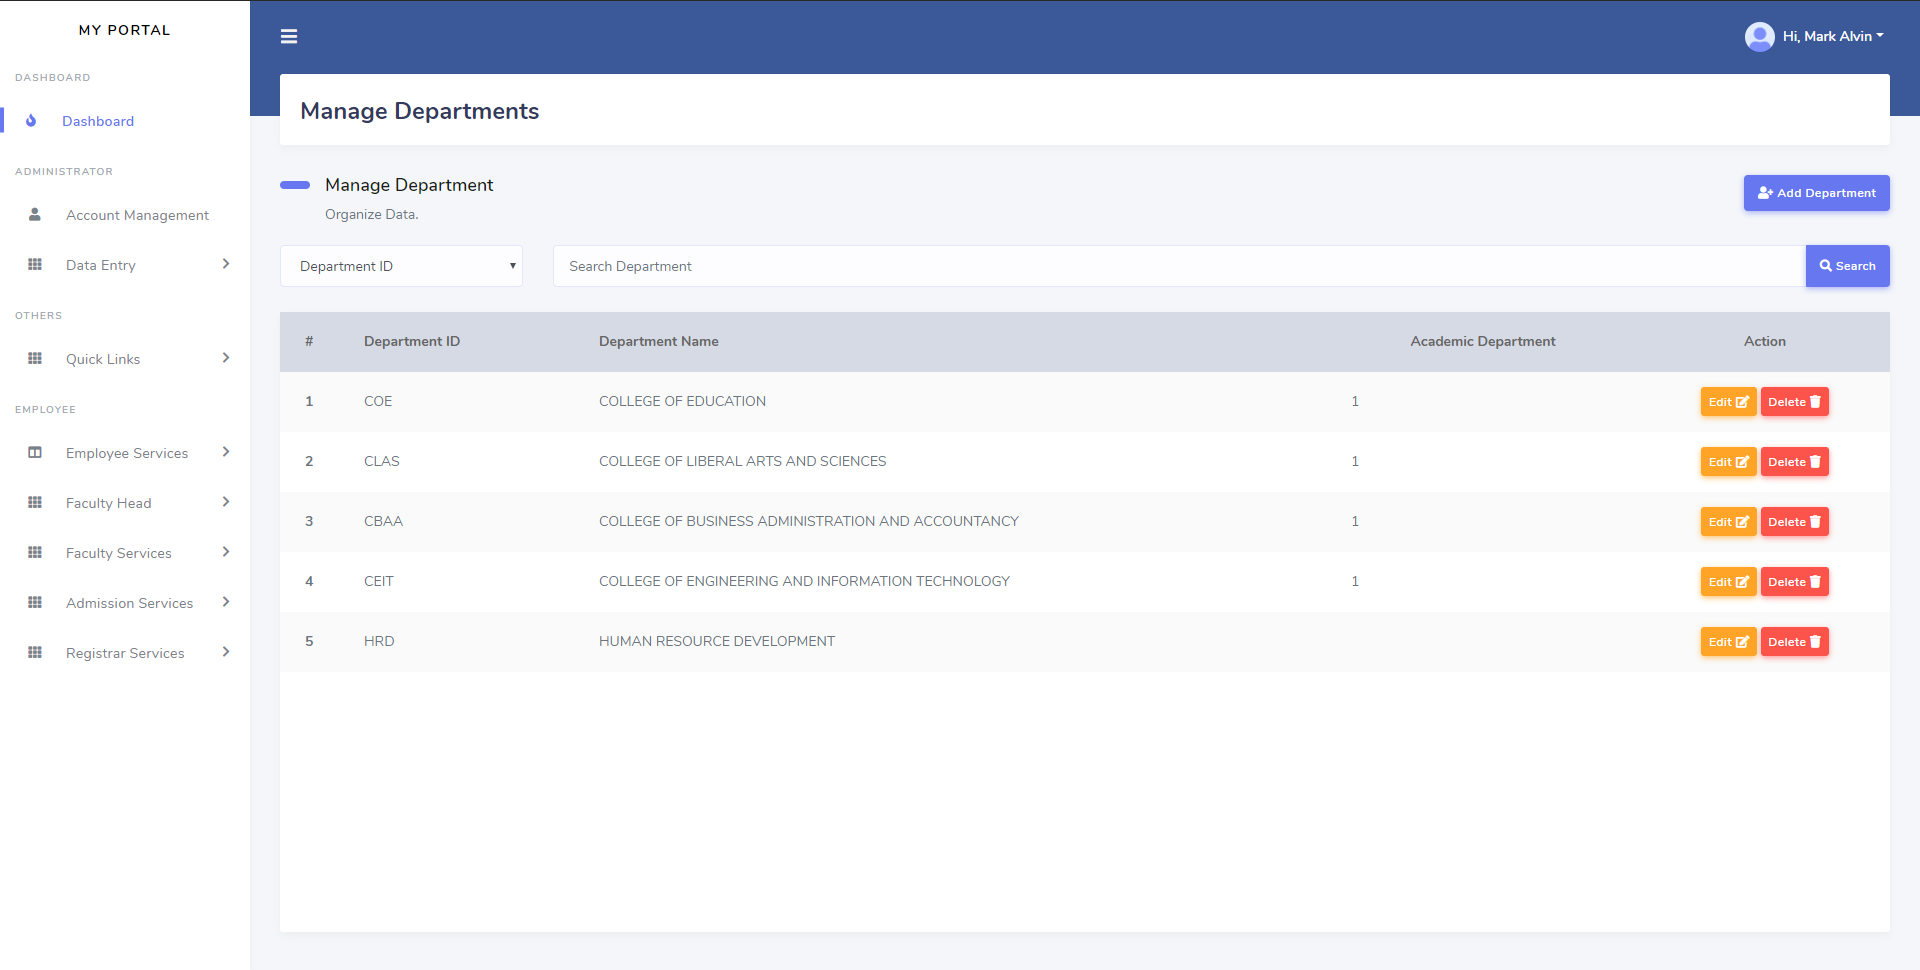 MY PORTAL
Hi, Mark Alvin
DASHBOARD
Dashboard
ADMINISTRATOR
Account Management
Data Entry
OTHERS
Quick Links
EMPLOYEE
Employee Services
Faculty Head
Faculty Services
Admission Services
Registrar Services
Manage Departments
Manage Department
Organize Data.
Add Department
Department ID
Search Department
Search
# Department ID Department Name Academic Department Action
1 COE COLLEGE OF EDUCATION 1 Edit Delete
2 CLAS COLLEGE OF LIBERAL ARTS AND SCIENCES 1 Edit Delete
3 CBAA COLLEGE OF BUSINESS ADMINISTRATION AND ACCOUNTANCY 1 Edit Delete
4 CEIT COLLEGE OF ENGINEERING AND INFORMATION TECHNOLOGY 1 Edit Delete
5 HRD HUMAN RESOURCE DEVELOPMENT Edit Delete